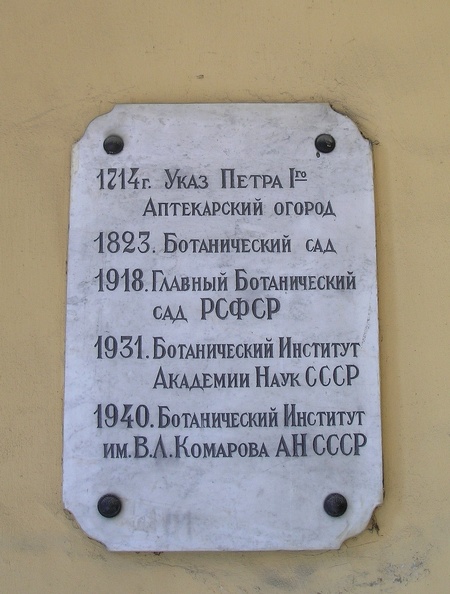 1714г. Указ Петра Iго
Аптекарский огород
1823. Ботанический сад
1918. Главный Ботанический
сад РСФСР
1931. Ботанический Институт
Академии Наук СССР
1940. Ботанический Институт
им. В.Л. Комарова АН СССР